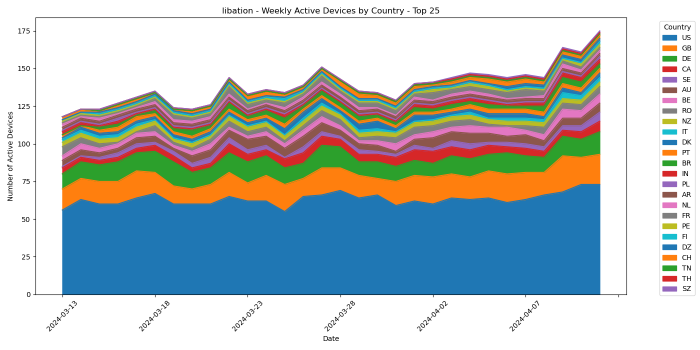 libation - Weekly Active Devices by Country - Top 25
Number of Active Devices
175
150
125
100
75
50
25
0
2024-03-13
2024-03-18
2024-03-23
2024-03-28
2024-04-02
2024-04-07
Date
Country
US
GB
DE
CA
SE
AU
BE
RO
NZ
IT
DK
PT
BR
IN
PL
AR
NL
FR
PE
FI
DZ
CH
TN
TH
SZ